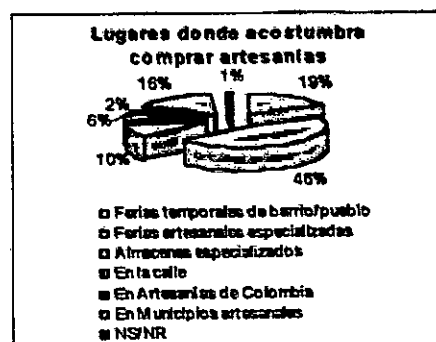 Lugares donde acostumbra
comprar artesanías
16% 1% 19%
2%
6%
10%
46%
Ferias temporales de barrio/pueblo
Ferias artesanales especializadas
Almacenes especializados
En la calle
En Artesanías de Colombia
En Municipios artesanales
NS/NR